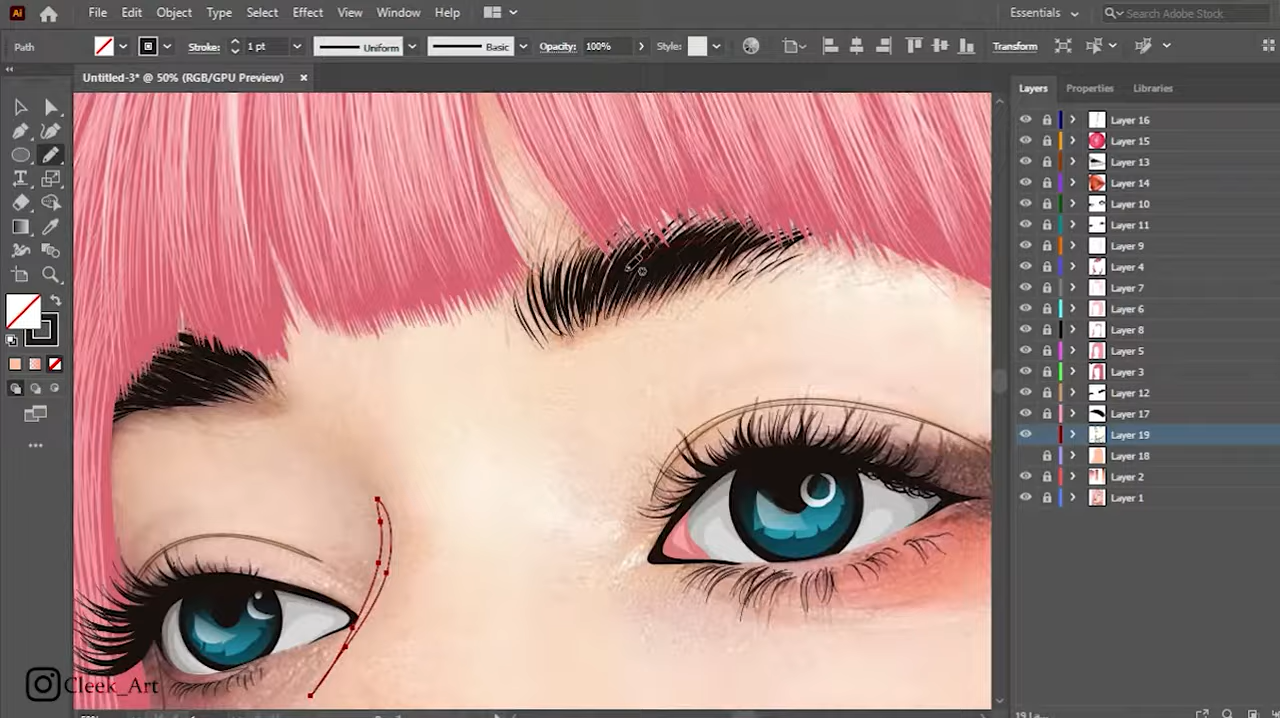 Ai File Edit Object Type Select Effect View Window Help Essentials Search Adobe Stock
Path Stroke: 1 pt Uniform Basic Opacity: 100% Style: Transform
Untitled-3* @ 50% (RGB/GPU Preview) ×
Layers Properties Libraries
Layer 16
Layer 15
Layer 13
Layer 14
Layer 10
Layer 11
Layer 9
Layer 4
Layer 7
Layer 6
Layer 8
Layer 5
Layer 3
Layer 12
Layer 17
Layer 19
Layer 18
Layer 2
Layer 1
Cleek_Art